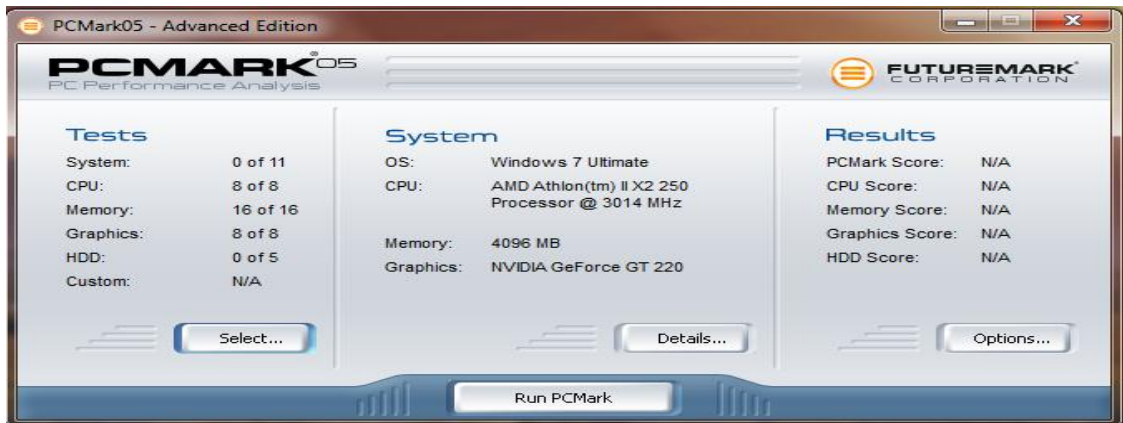 PCMark05 - Advanced Edition
PCMARK®05
PC Performance Analysis
FUTUREMARK®
CORPORATION
Tests
System: 0 of 11
CPU: 8 of 8
Memory: 16 of 16
Graphics: 8 of 8
HDD: 0 of 5
Custom: N/A
Select...
System
OS: Windows 7 Ultimate
CPU: AMD Athlon(tm) II X2 250
Processor @ 3014 MHz
Memory: 4096 MB
Graphics: NVIDIA GeForce GT 220
Details...
Results
PCMark Score: N/A
CPU Score: N/A
Memory Score: N/A
Graphics Score: N/A
HDD Score: N/A
Options...
Run PCMark